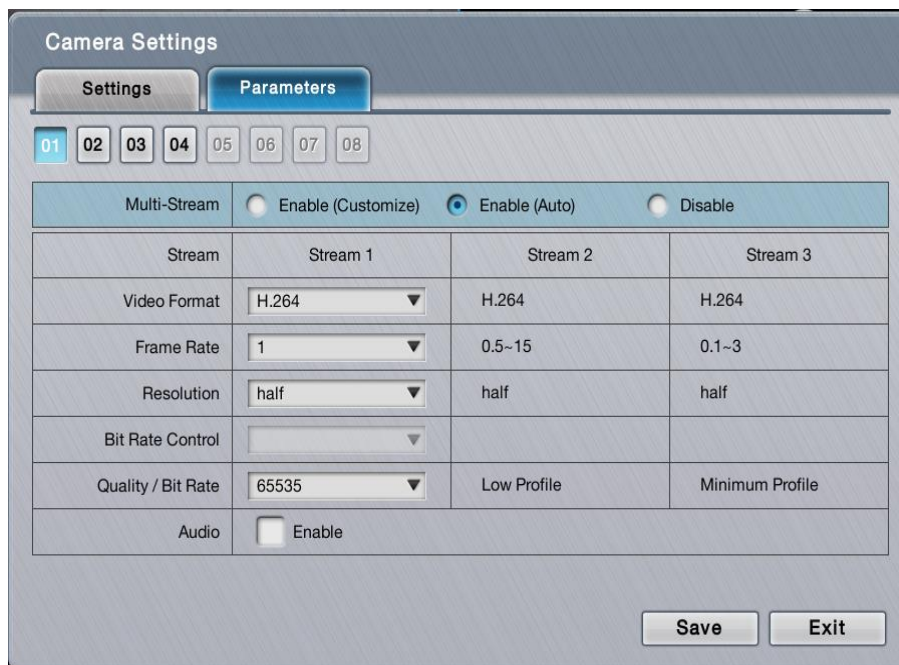 Camera Settings
Settings Parameters
01 02 03 04 05 06 07 08
Multi-Stream Enable (Customize) Enable (Auto) Disable
Stream Stream 1 Stream 2 Stream 3
Video Format H.264 H.264 H.264
Frame Rate 1 0.5~15 0.1~3
Resolution half half half
Bit Rate Control
Quality / Bit Rate 65535 Low Profile Minimum Profile
Audio Enable
Save Exit